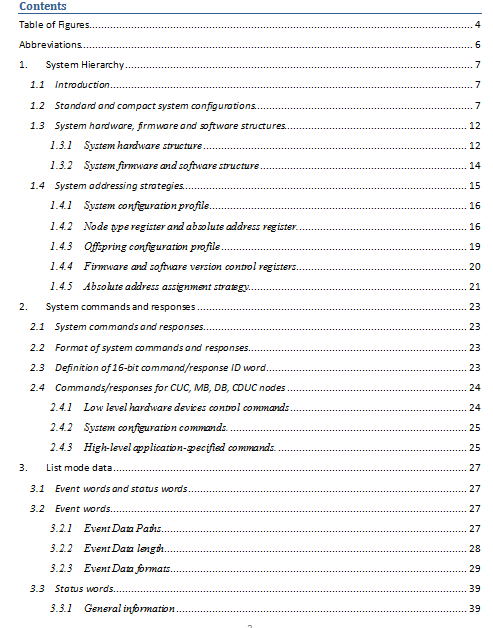 Contents
Table of Figures 4
Abbreviations 6
1. System Hierarchy 7
1.1 Introduction 7
1.2 Standard and compact system configurations 7
1.3 System hardware, firmware and software structures 12
1.3.1 System hardware structure 12
1.3.2 System firmware and software structure 14
1.4 System addressing strategies 15
1.4.1 System configuration profile 16
1.4.2 Node type register and absolute address register 16
1.4.3 Offspring configuration profile 19
1.4.4 Firmware and software version control registers 20
1.4.5 Absolute address assignment strategy 21
2. System commands and responses 23
2.1 System commands and responses 23
2.2 Format of system commands and responses 23
2.3 Definition of 16-bit command/response ID word 23
2.4 Commands/responses for CUC, MB, DB, CDUC nodes 24
2.4.1 Low level hardware devices control commands 24
2.4.2 System configuration commands. 25
2.4.3 High-level application-specified commands. 25
3. List mode data 27
3.1 Event words and status words 27
3.2 Event words 27
3.2.1 Event Data Paths 27
3.2.2 Event Data length 28
3.2.3 Event Data formats 29
3.3 Status words 39
3.3.1 General information 39